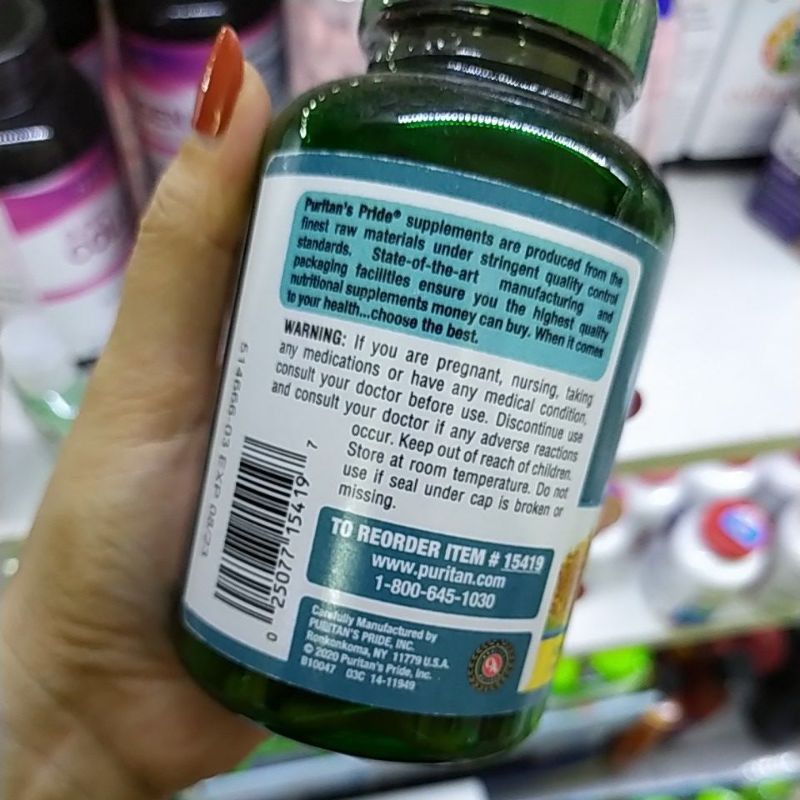 Puritan's Pride® supplements are produced from the
finest raw materials under stringent quality control
standards. State-of-the-art manufacturing and
packaging facilities ensure you the highest quality
nutritional supplements money can buy. When it comes
to your health...choose the best.
WARNING: If you are pregnant, nursing, taking
any medications or have any medical condition,
consult your doctor before use. Discontinue use
and consult your doctor if any adverse reactions
occur. Keep out of reach of children.
Store at room temperature. Do not
use if seal under cap is broken or
missing.
614666-03 EXP 08/23
0 25077 15419 7
TO REORDER ITEM # 15419
www.puritan.com
1-800-645-1030
Carefully Manufactured by
PURITAN'S PRIDE, INC.
Ronkonkoma, NY 11779 U.S.A.
© 2020 Puritan's Pride, Inc.
B10047 03C 14-11949